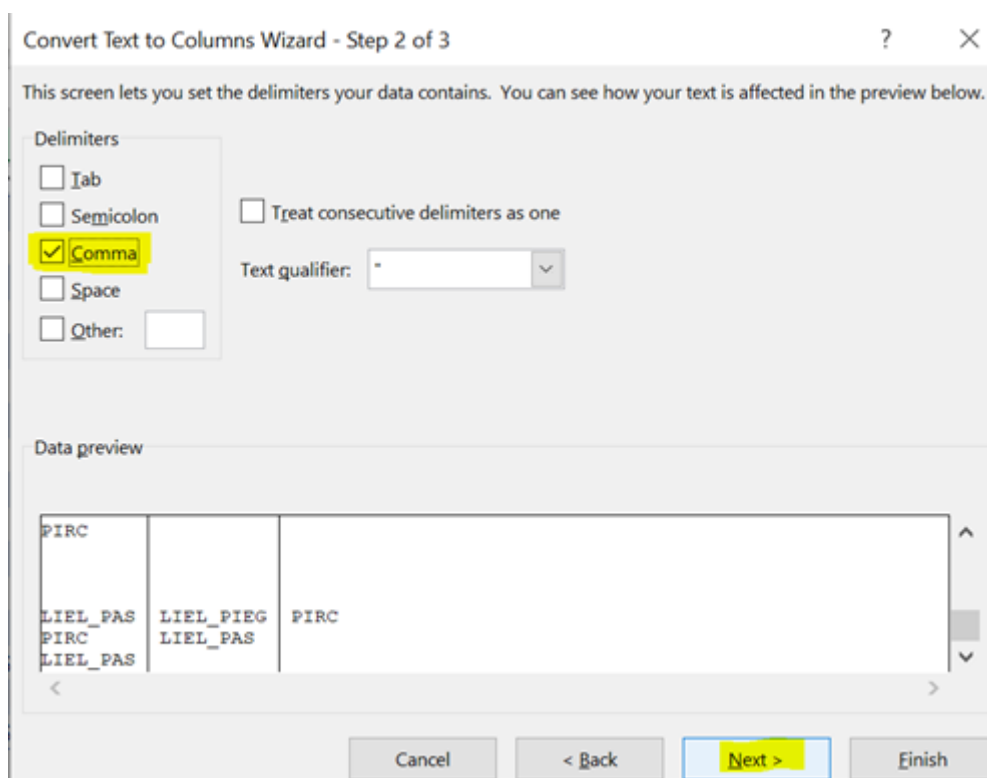 Convert Text to Columns Wizard - Step 2 of 3 ?
This screen lets you set the delimiters your data contains. You can see how your text is affected in the preview below.
Delimiters
Tab
Semicolon
Comma
Space
Other:
Treat consecutive delimiters as one
Text qualifier: "
Data preview
PIRC
LIEL_PAS LIEL_PIEG PIRC
PIRC LIEL_PAS
LIEL_PAS
Cancel < Back Next > Finish